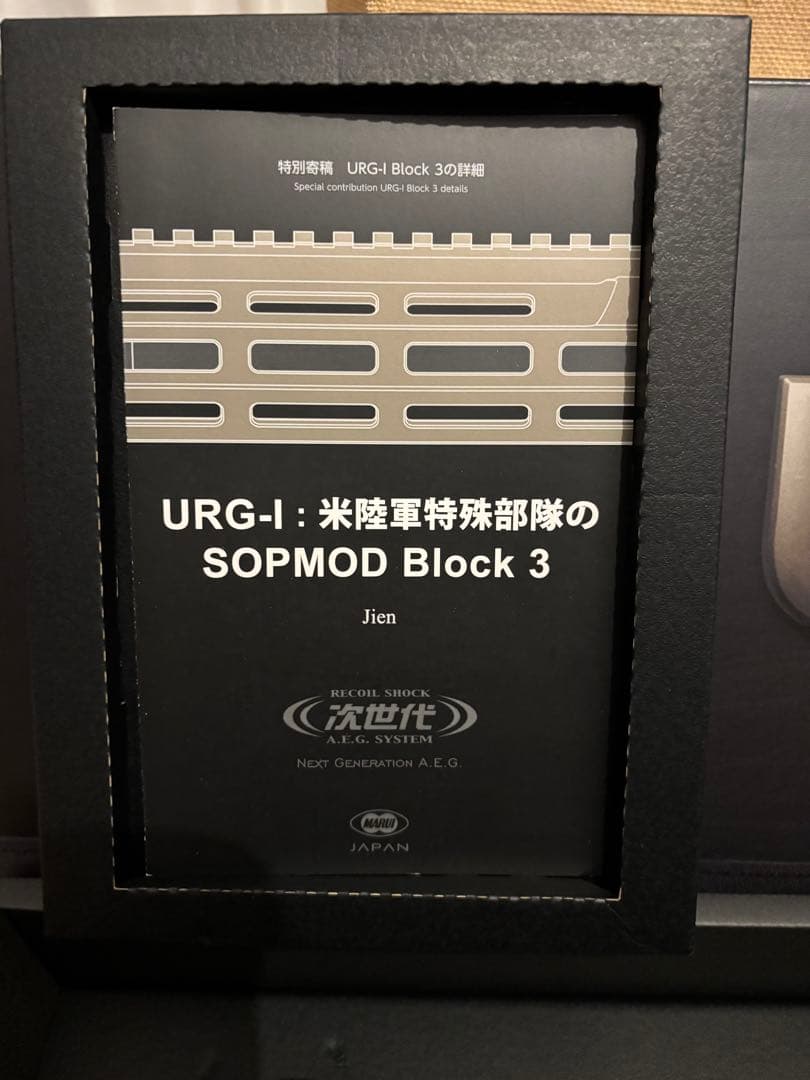 特別寄稿 URG-I Block 3の詳細
Special contribution URG-I Block 3 details
URG-I：米陸軍特殊部隊の
SOPMOD Block 3
Jien
RECOIL SHOCK
次世代
A.E.G. SYSTEM
NEXT GENERATION A.E.G.
MARUI
JAPAN